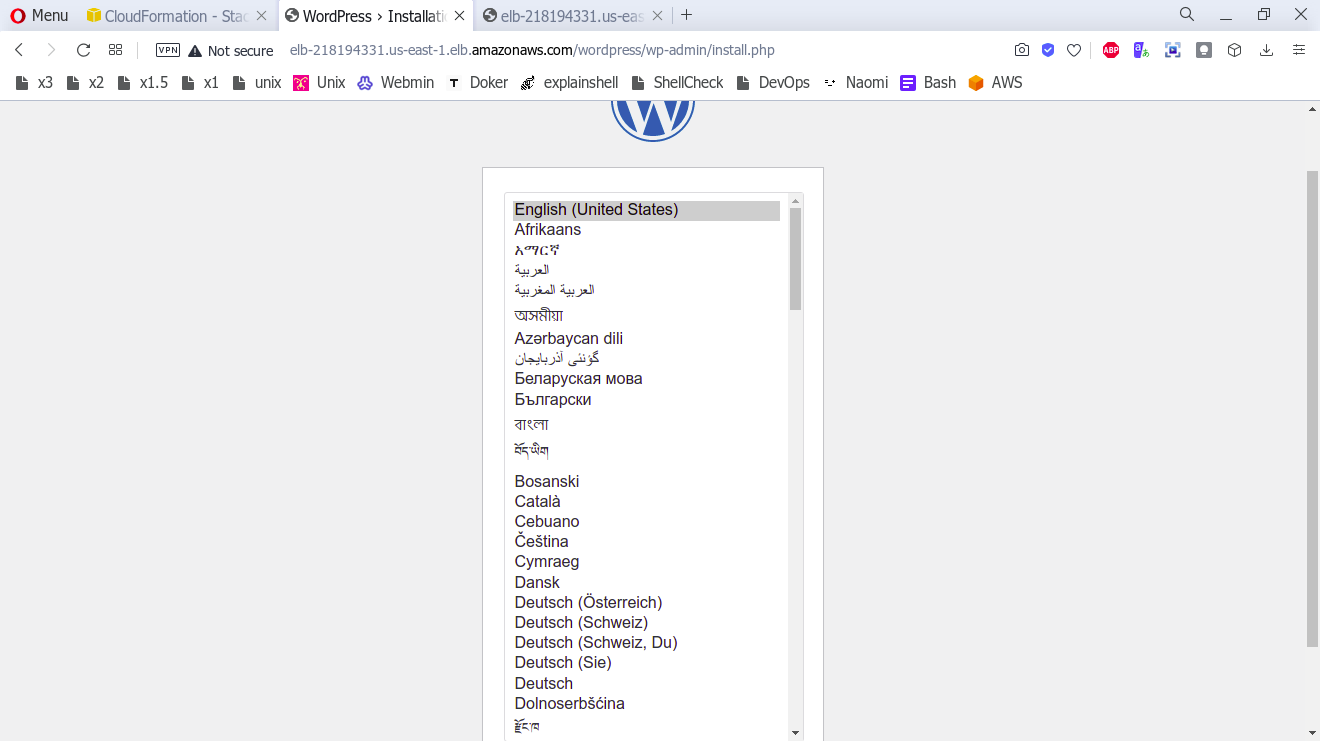 Menu
CloudFormation - Stac
WordPress › Installati
elb-218194331.us-eas
VPN
Not secure
elb-218194331.us-east-1.elb.amazonaws.com/wordpress/wp-admin/install.php
ABP
x3
x2
x1.5
x1
unix
Unix
Webmin
T
Doker
explainshell
ShellCheck
DevOps
Naomi
Bash
AWS
English (United States)
Afrikaans
አማርኛ
العربية
العربية المغربية
অসমীয়া
Azərbaycan dili
گؤنئی آذربایجان
Беларуская мова
Български
বাংলা
བོད་ཡིག
Bosanski
Català
Cebuano
Čeština
Cymraeg
Dansk
Deutsch (Österreich)
Deutsch (Schweiz)
Deutsch (Schweiz, Du)
Deutsch (Sie)
Deutsch
Dolnoserbšćina
རྫོང་ཁ